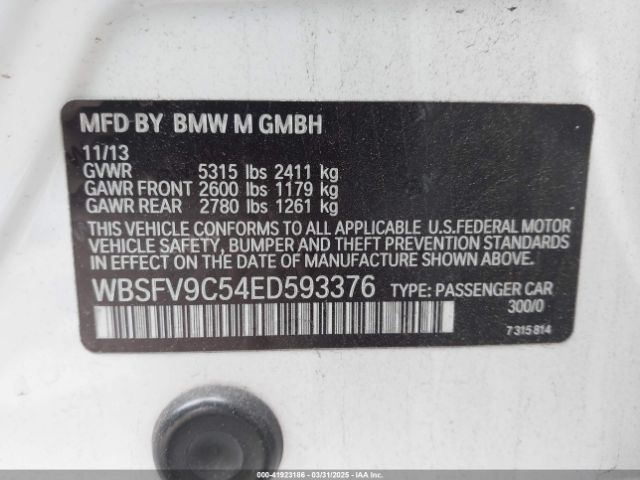 MFD BY BMW M GMBH
11/13
GVWR 5315 lbs 2411 kg
GAWR FRONT 2600 lbs 1179 kg
GAWR REAR 2780 lbs 1261 kg
THIS VEHICLE CONFORMS TO ALL APPLICABLE U.S.FEDERAL MOTOR
VEHICLE SAFETY, BUMPER AND THEFT PREVENTION STANDARDS
IN EFFECT ON THE DATE OF MANUFACTURE SHOWN ABOVE.
WBSFV9C54ED593376 TYPE: PASSENGER CAR
300/0
7 315 814
000-41923186 - 03/31/2025 - IAAI CORPORATE